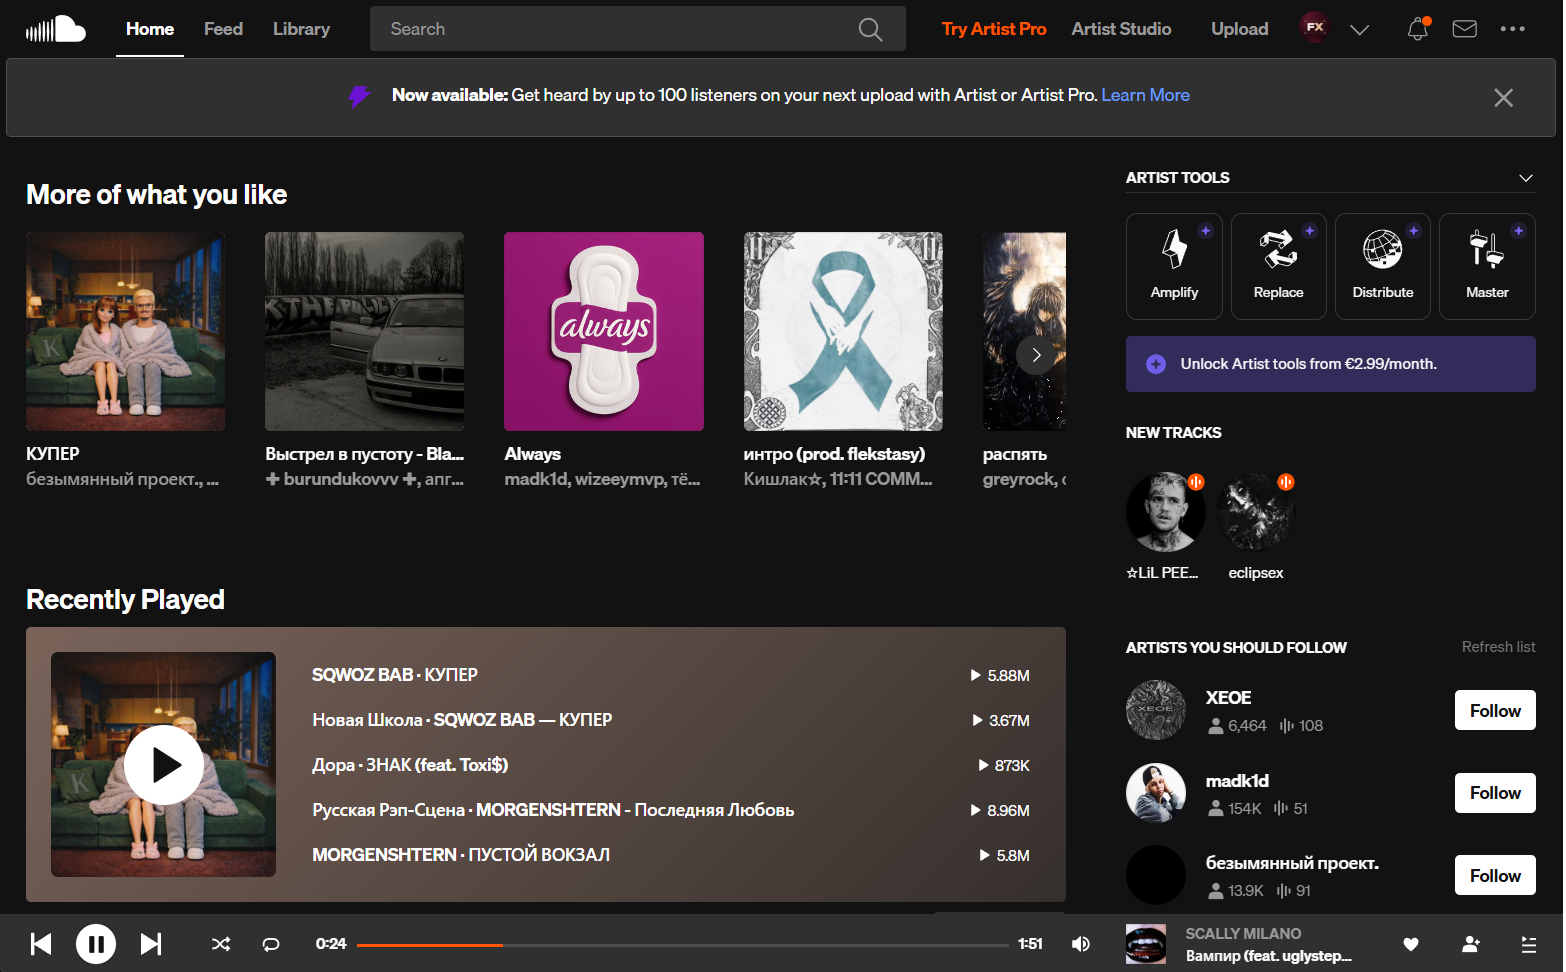 Home
Feed
Library
Search
Try Artist Pro
Artist Studio
Upload
FX
Now available: Get heard by up to 100 listeners on your next upload with Artist or Artist Pro. Learn More
More of what you like
K
K THE POLICE
always
КУПЕР
безымянный проект., ...
Выстрел в пустоту - Bla...
✚ burundukovvv ✚, апг...
Always
madk1d, wizeeymvp, тё...
интро (prod. flekstasy)
Кишлак☆, 11:11 COMM...
распять
greyrock, c
ARTIST TOOLS
Amplify
Replace
Distribute
Master
Unlock Artist tools from €2.99/month.
NEW TRACKS
☆LiL PEE...
eclipsex
Recently Played
K
SQWOZ BAB · КУПЕР
5.88M
Новая Школа · SQWOZ BAB — КУПЕР
3.67M
Дора · ЗНАК (feat. Toxi$)
873K
Русская Рэп-Сцена · MORGENSHTERN - Последняя Любовь
8.96M
MORGENSHTERN · ПУСТОЙ ВОКЗАЛ
5.8M
ARTISTS YOU SHOULD FOLLOW
Refresh list
XEOE
XEOE
6,464
108
Follow
madk1d
154K
51
Follow
безымянный проект.
13.9K
91
Follow
0:24
1:51
SCALLY MILANO
Вампир (feat. uglystep...